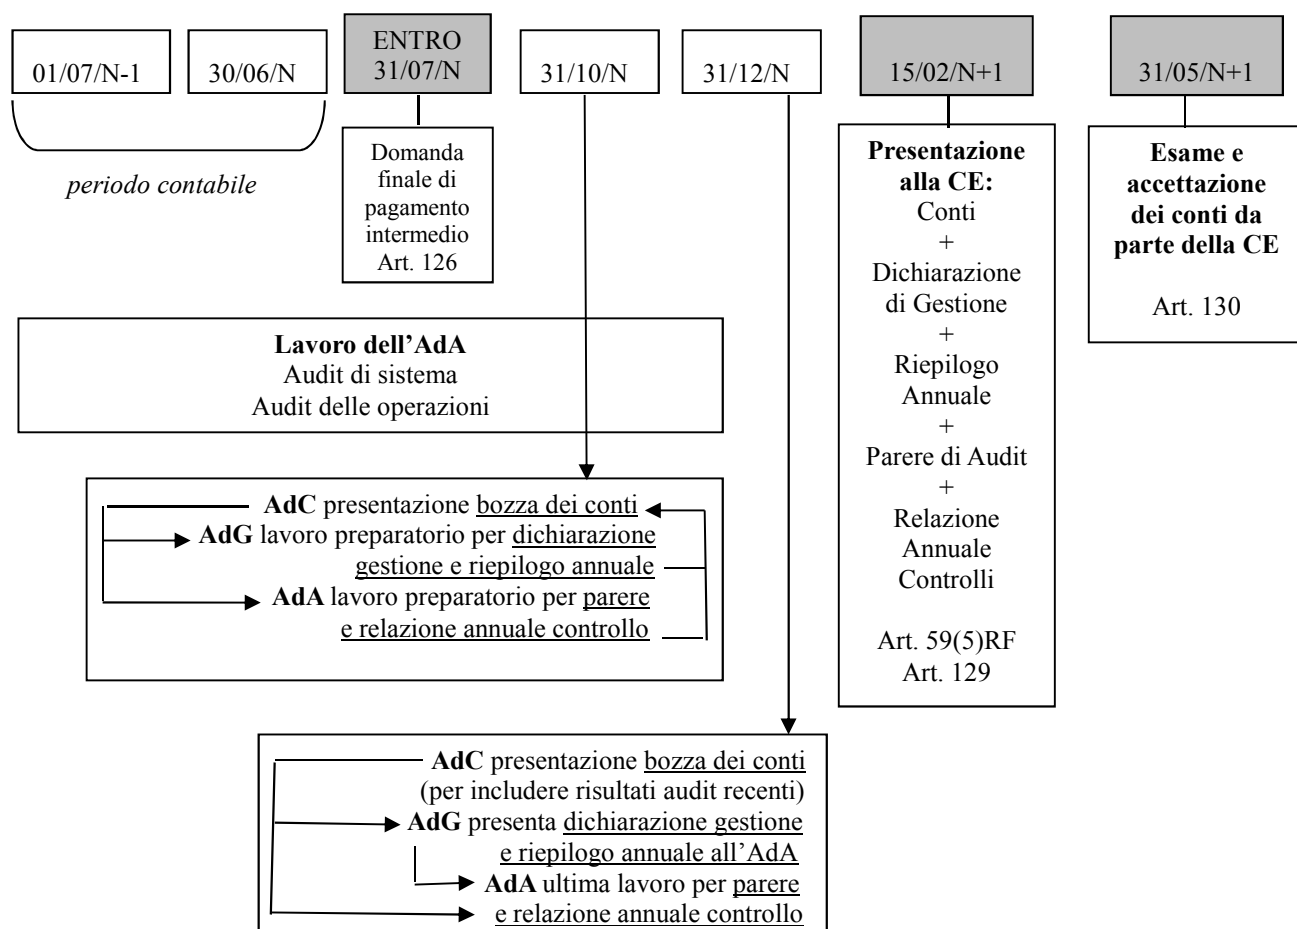 01/07/N-1
30/06/N
ENTRO
31/07/N
31/10/N
31/12/N
15/02/N+1
31/05/N+1
periodo contabile
Domanda
finale di
pagamento
intermedio
Art. 126
Presentazione
alla CE:
Conti
+
Dichiarazione
di Gestione
+
Riepilogo
Annuale
+
Parere di Audit
+
Relazione
Annuale
Controlli
Art. 59(5)RF
Art. 129
Esame e
accettazione
dei conti da
parte della CE
Art. 130
Lavoro dell’AdA
Audit di sistema
Audit delle operazioni
AdC presentazione bozza dei conti
AdG lavoro preparatorio per dichiarazione
gestione e riepilogo annuale
AdA lavoro preparatorio per parere
e relazione annuale controllo
AdC presentazione bozza dei conti
(per includere risultati audit recenti)
AdG presenta dichiarazione gestione
e riepilogo annuale all’AdA
AdA ultima lavoro per parere
e relazione annuale controllo